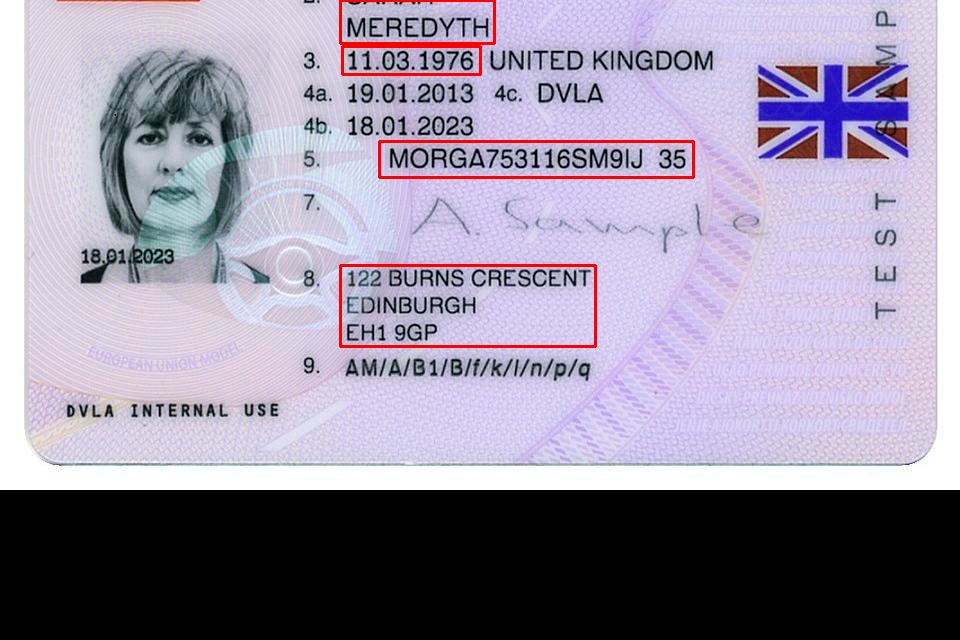 2. SARAH
MEREDYTH
3. 11.03.1976 UNITED KINGDOM
4a. 19.01.2013 4c. DVLA
4b. 18.01.2023
5. MORGA753116SM9IJ 35
7. A. Sample
18.01.2023
8. 122 BURNS CRESCENT
EDINBURGH
EH1 9GP
EUROPEAN UNION MODEL
9. AM/A/B1/B/f/k/l/n/p/q
DVLA INTERNAL USE
TEST SAMP